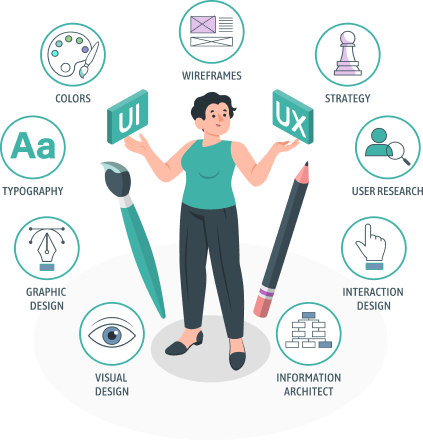 WIREFRAMES
COLORS
STRATEGY
UI
UX
Aa
TYPOGRAPHY
USER RESEARCH
GRAPHIC
DESIGN
INTERACTION
DESIGN
VISUAL
DESIGN
INFORMATION
ARCHITECT